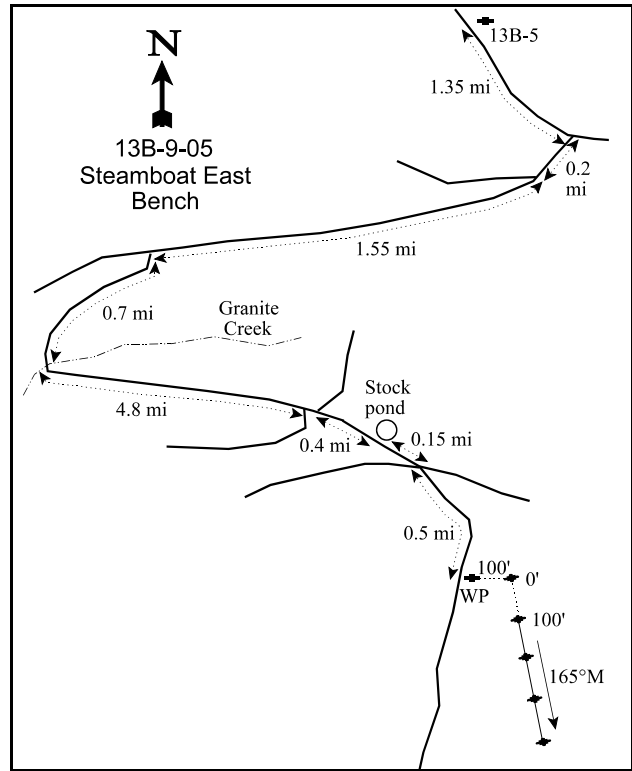 13B-5
N
1.35 mi
13B-9-05
Steamboat East
Bench
0.2
mi
1.55 mi
0.7 mi
Granite
Creek
4.8 mi
Stock
pond
0.4 mi
0.15 mi
0.5 mi
100'
0'
WP
100'
165°M